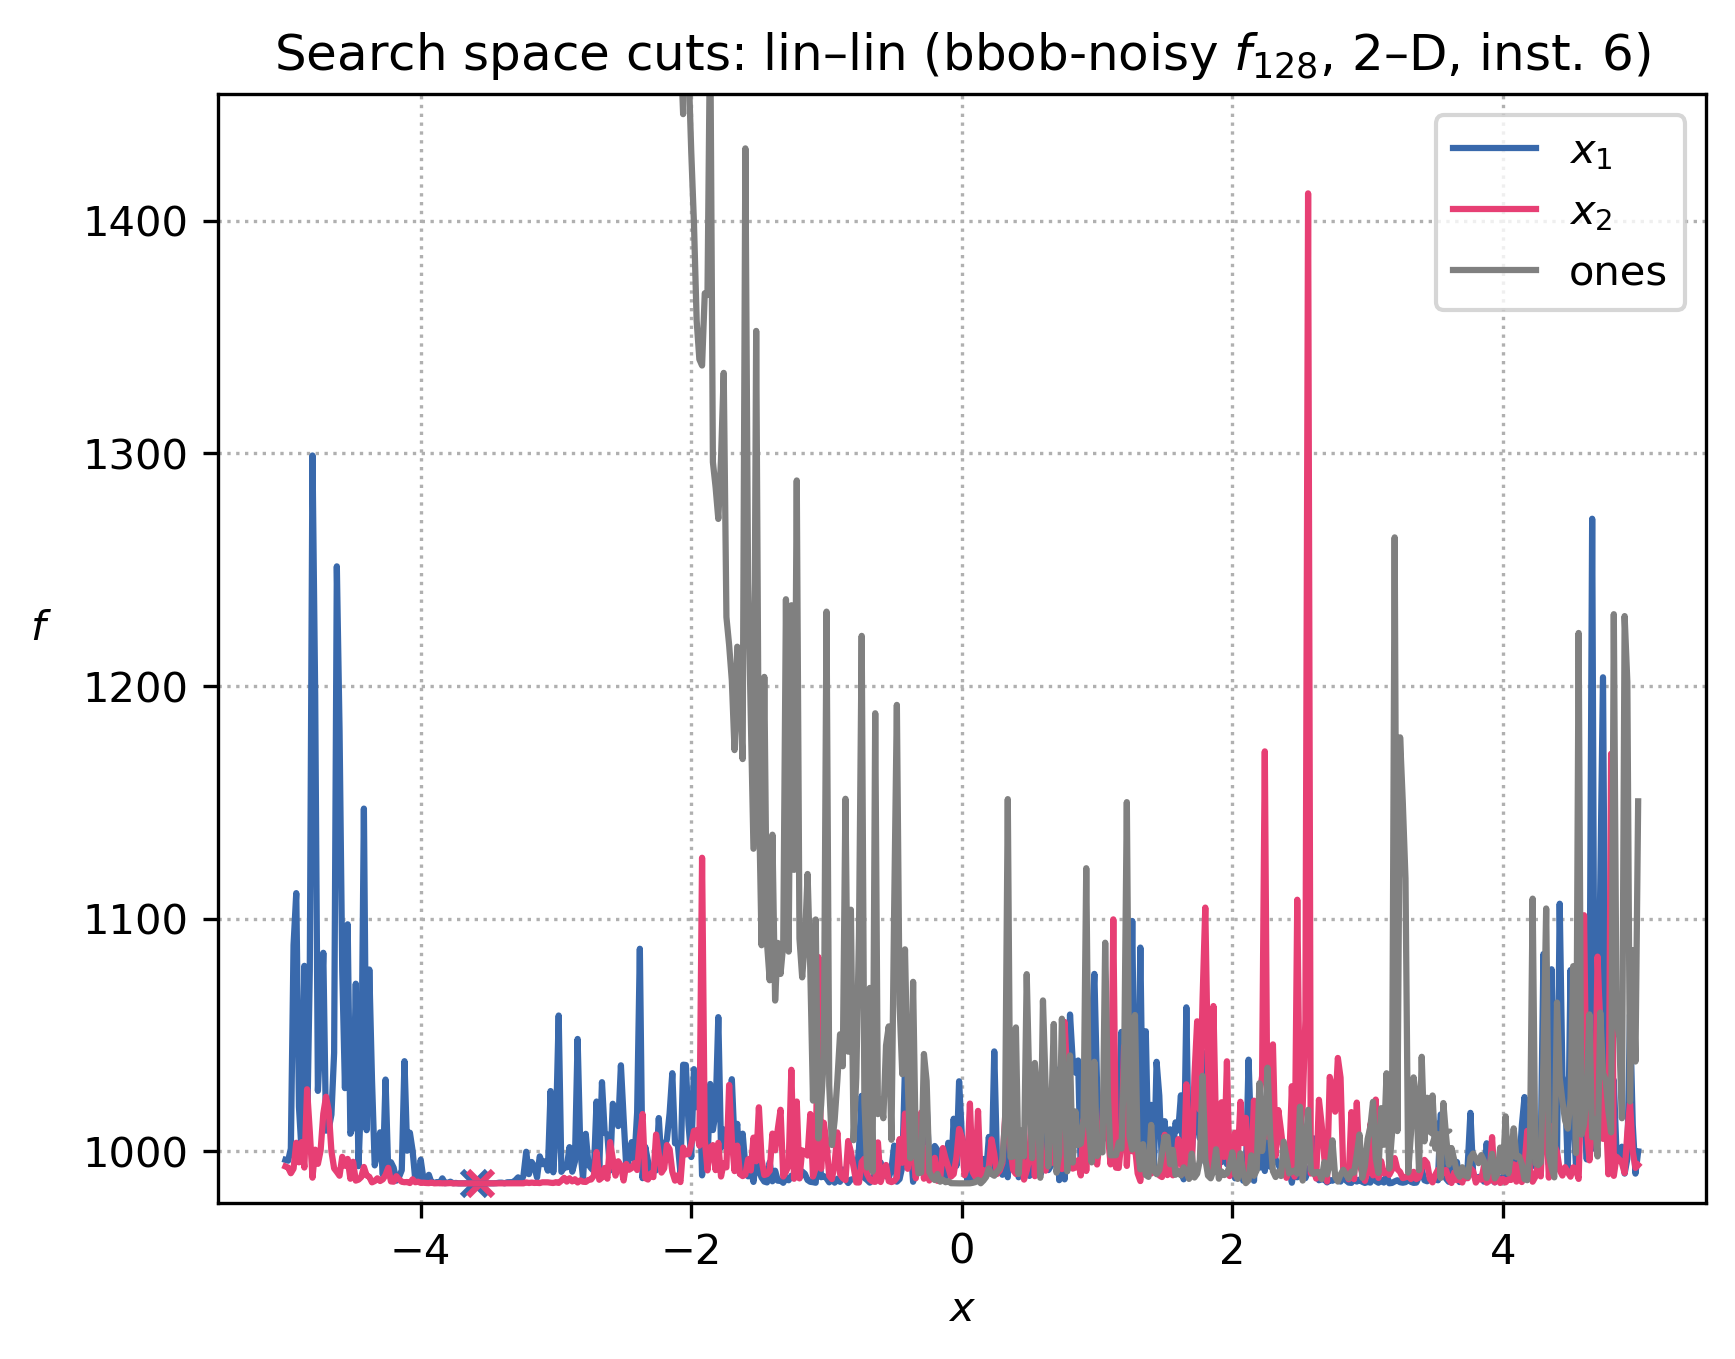 Search space cuts: lin–lin (bbob-noisy f₁₂₈, 2–D, inst. 6)
x₁
x₂
ones
1400
1300
1200
1100
1000
f
−4
−2
0
2
4
x